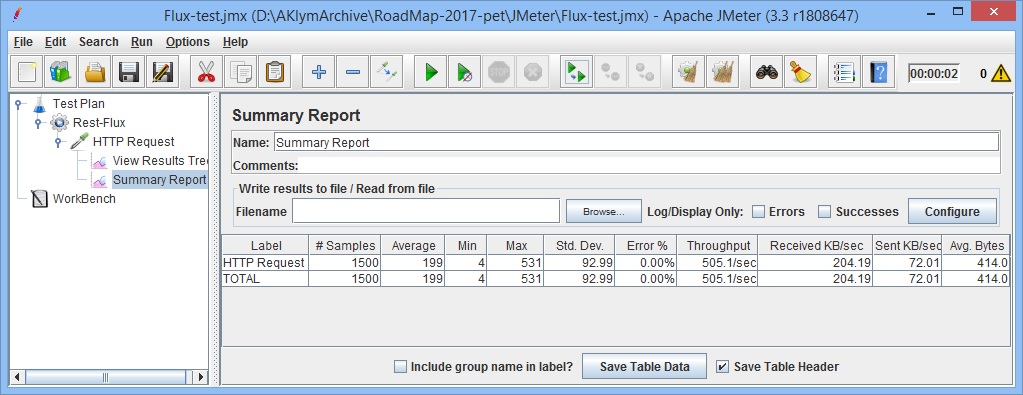 Flux-test.jmx (D:\AKlymArchive\RoadMap-2017-pet\JMeter\Flux-test.jmx) - Apache JMeter (3.3 r1808647)
File Edit Search Run Options Help
STOP 00:00:02 0
Test Plan
Rest-Flux
HTTP Request
View Results Tre
Summary Report
WorkBench
Summary Report
Name: Summary Report
Comments:
Write results to file / Read from file
Filename Browse... Log/Display Only: Errors Successes Configure
Label # Samples Average Min Max Std. Dev. Error % Throughput Received KB/sec Sent KB/sec Avg. Bytes
HTTP Request 1500 199 4 531 92.99 0.00% 505.1/sec 204.19 72.01 414.0
TOTAL 1500 199 4 531 92.99 0.00% 505.1/sec 204.19 72.01 414.0
Include group name in label? Save Table Data Save Table Header